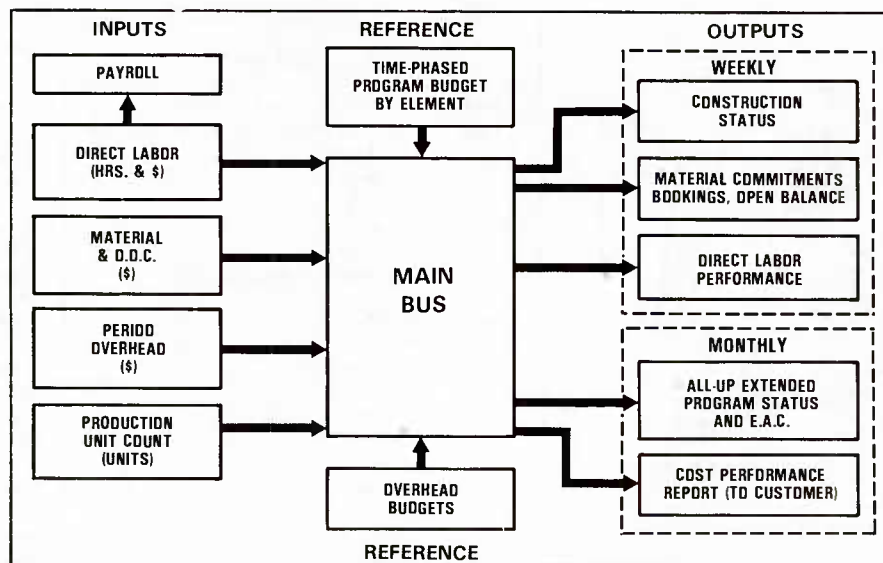 INPUTS
PAYROLL
DIRECT LABOR
(HRS. & $)
MATERIAL
& O.D.C.
($)
PERIOD
OVERHEAD
($)
PRODUCTION
UNIT COUNT
(UNITS)
REFERENCE
TIME-PHASED
PROGRAM BUDGET
BY ELEMENT
MAIN
BUS
OVERHEAD
BUDGETS
REFERENCE
OUTPUTS
WEEKLY
CONSTRUCTION
STATUS
MATERIAL COMMITMENTS
BOOKINGS, OPEN BALANCE
DIRECT LABOR
PERFORMANCE
MONTHLY
ALL-UP EXTENDED
PROGRAM STATUS
AND E.A.C.
COST PERFORMANCE
REPORT (TO CUSTOMER)